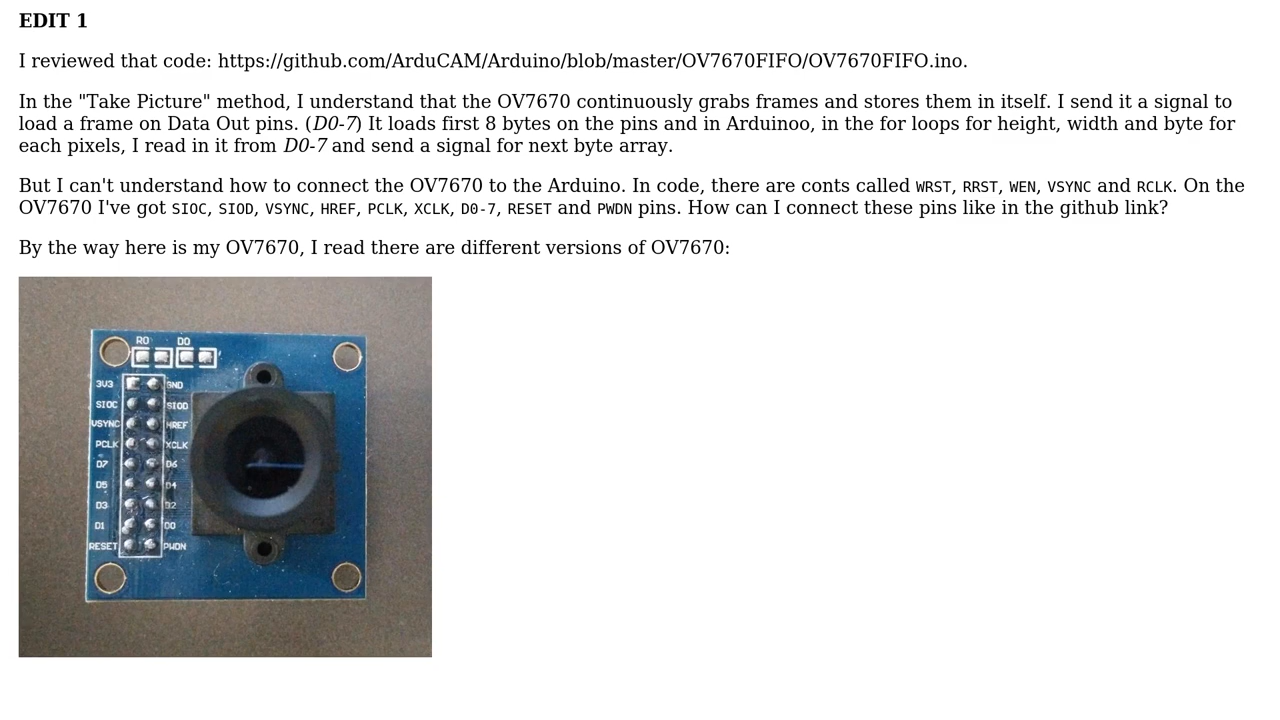 EDIT 1
I reviewed that code: https://github.com/ArduCAM/Arduino/blob/master/OV7670FIFO/OV7670FIFO.ino.
In the "Take Picture" method, I understand that the OV7670 continuously grabs frames and stores them in itself. I send it a signal to
load a frame on Data Out pins. (D0-7) It loads first 8 bytes on the pins and in Arduinoo, in the for loops for height, width and byte for
each pixels, I read in it from D0-7 and send a signal for next byte array.
But I can't understand how to connect the OV7670 to the Arduino. In code, there are conts called WRST, RRST, WEN, VSYNC and RCLK. On the
OV7670 I've got SIOC, SIOD, VSYNC, HREF, PCLK, XCLK, D0-7, RESET and PWDN pins. How can I connect these pins like in the github link?
By the way here is my OV7670, I read there are different versions of OV7670:
R0 D0
3V3 GND
SIOC SIOD
VSYNC HREF
PCLK XCLK
D7 D6
D5 D4
D3 D2
D1 D0
RESET PWDN